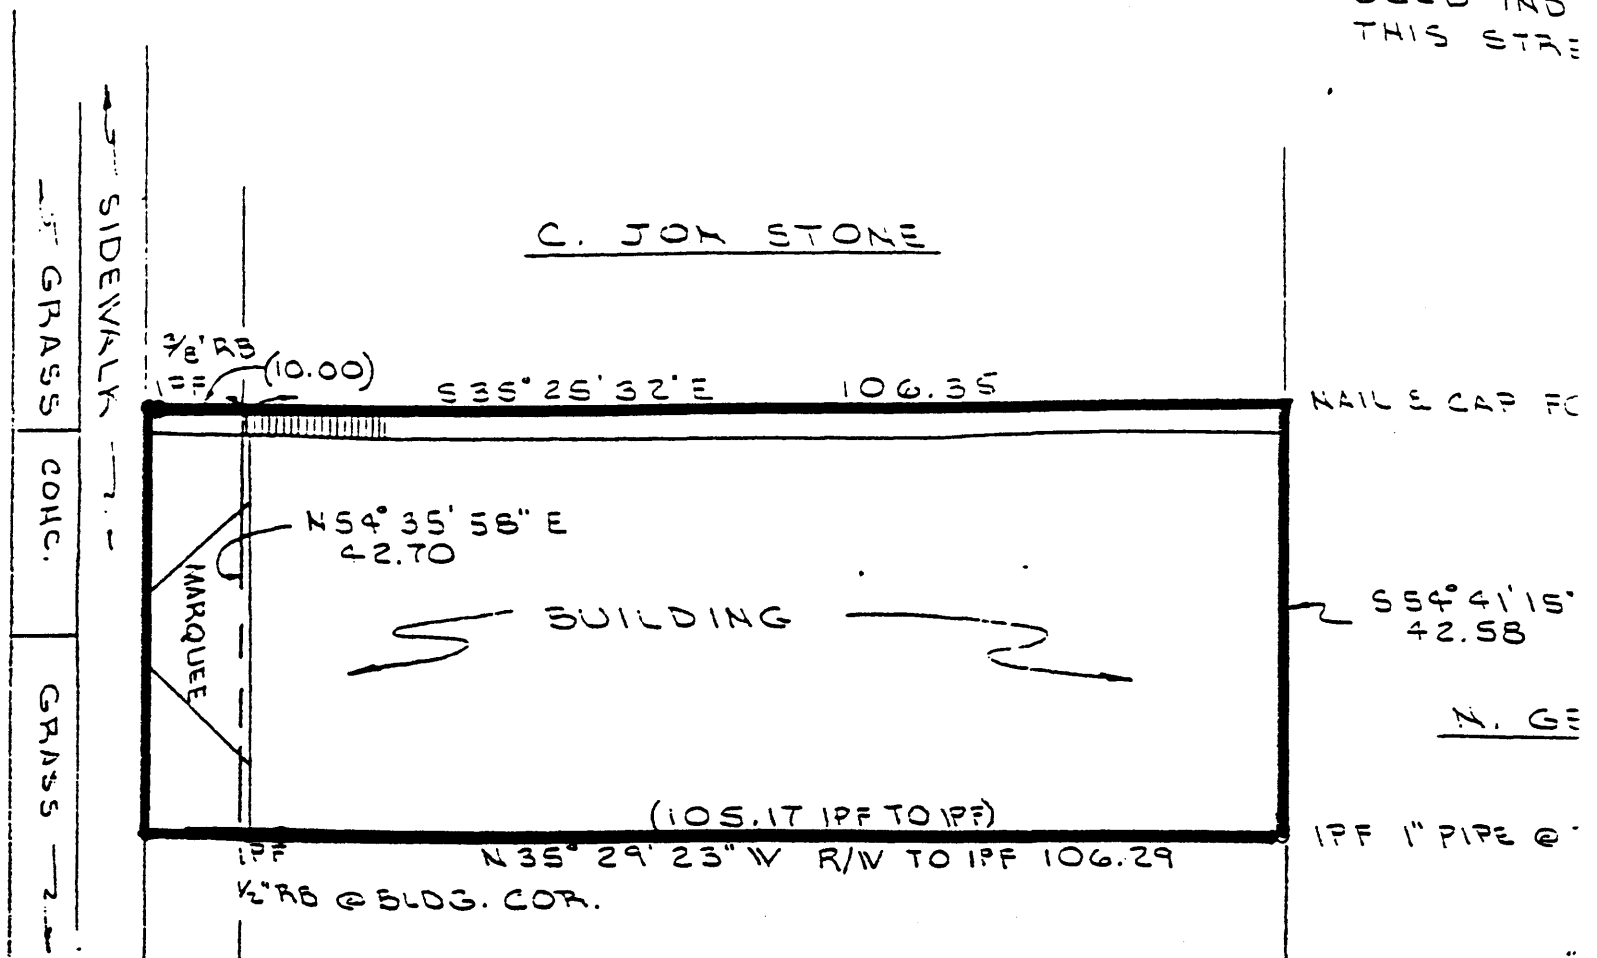 THIS STRE
C. JON STONE
GRASS
SIDEWALK
3/8" RB
IPF
(10.00)
S 35° 25' 32" E 106.35
NAIL & CAP FO
CONC.
N 54° 35' 58" E
42.70
MARQUEE
BUILDING
S 54° 41' 15"
42.58
GRASS
N. GE
(105.17 IPF TO IPF)
IPF 1" PIPE @
IPF
N 35° 29' 23" W R/W TO IPF 106.29
1/2" RB @ BLDG. COR.